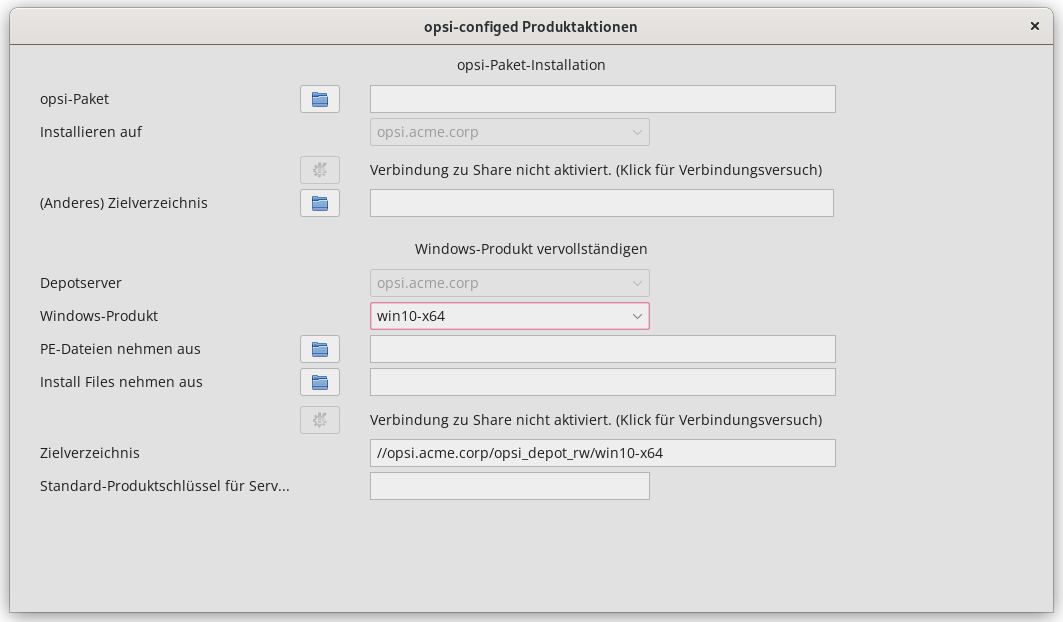 opsi-configed Produktaktionen
opsi-Paket-Installation
opsi-Paket
Installieren auf opsi.acme.corp
Verbindung zu Share nicht aktiviert. (Klick für Verbindungsversuch)
(Anderes) Zielverzeichnis
Windows-Produkt vervollständigen
Depotserver opsi.acme.corp
Windows-Produkt win10-x64
PE-Dateien nehmen aus
Install Files nehmen aus
Verbindung zu Share nicht aktiviert. (Klick für Verbindungsversuch)
Zielverzeichnis //opsi.acme.corp/opsi_depot_rw/win10-x64
Standard-Produktschlüssel für Serv...